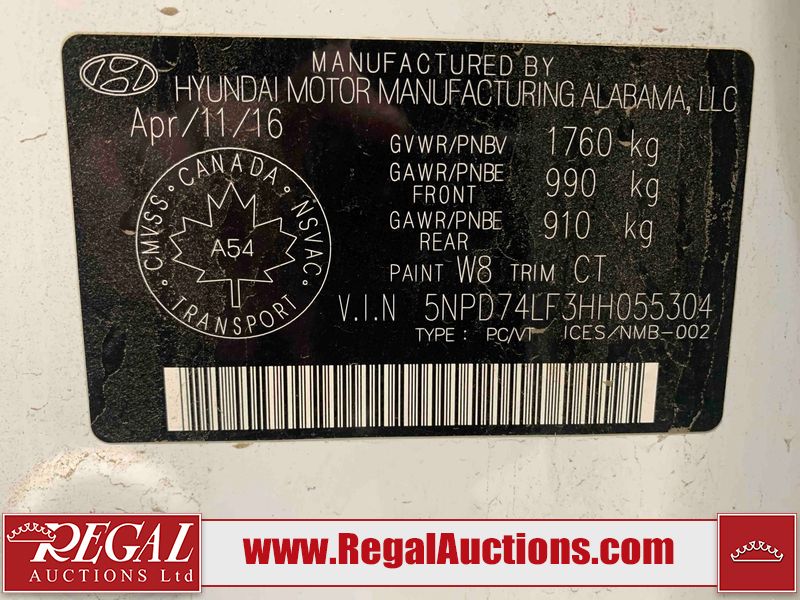 MANUFACTURED BY
HYUNDAI MOTOR MANUFACTURING ALABAMA, LLC
Apr/11/16
GVWR/PNBV 1760 kg
GAWR/PNBE FRONT 990 kg
GAWR/PNBE REAR 910 kg
PAINT W8 TRIM CT
V.I.N 5NPD74LF3HH055304
TYPE : PC/VT ICES/NMB-002
CMVSS · CANADA · NSVAC
A54
TRANSPORT
REGAL
AUCTIONS Ltd
www.RegalAuctions.com